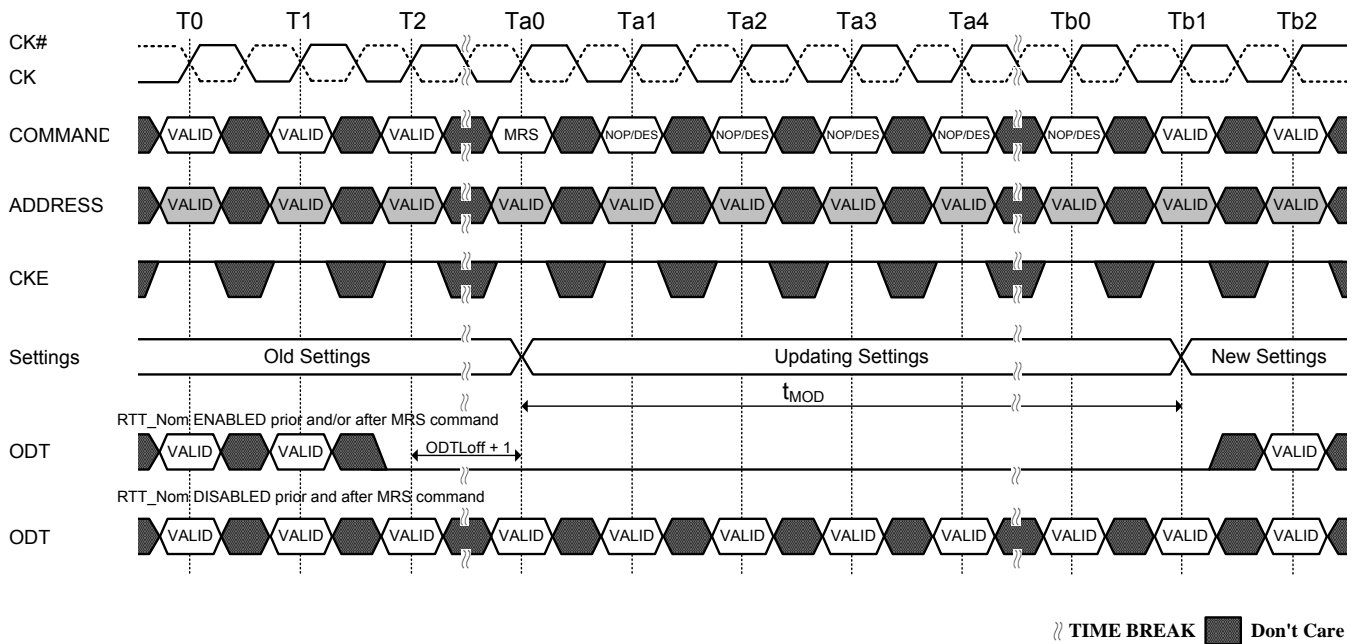 T0 T1 T2 Ta0 Ta1 Ta2 Ta3 Ta4 Tb0 Tb1 Tb2
CK#
CK
COMMAND VALID VALID VALID MRS NOP/DES NOP/DES NOP/DES NOP/DES NOP/DES VALID VALID
ADDRESS VALID VALID VALID VALID VALID VALID VALID VALID VALID VALID VALID
CKE
Settings Old Settings Updating Settings New Settings
tMOD
RTT_Nom ENABLED prior and/or after MRS command
ODT VALID VALID ODTLoff + 1 VALID
RTT_Nom DISABLED prior and after MRS command
ODT VALID VALID VALID VALID VALID VALID VALID VALID VALID VALID VALID
TIME BREAK Don't Care